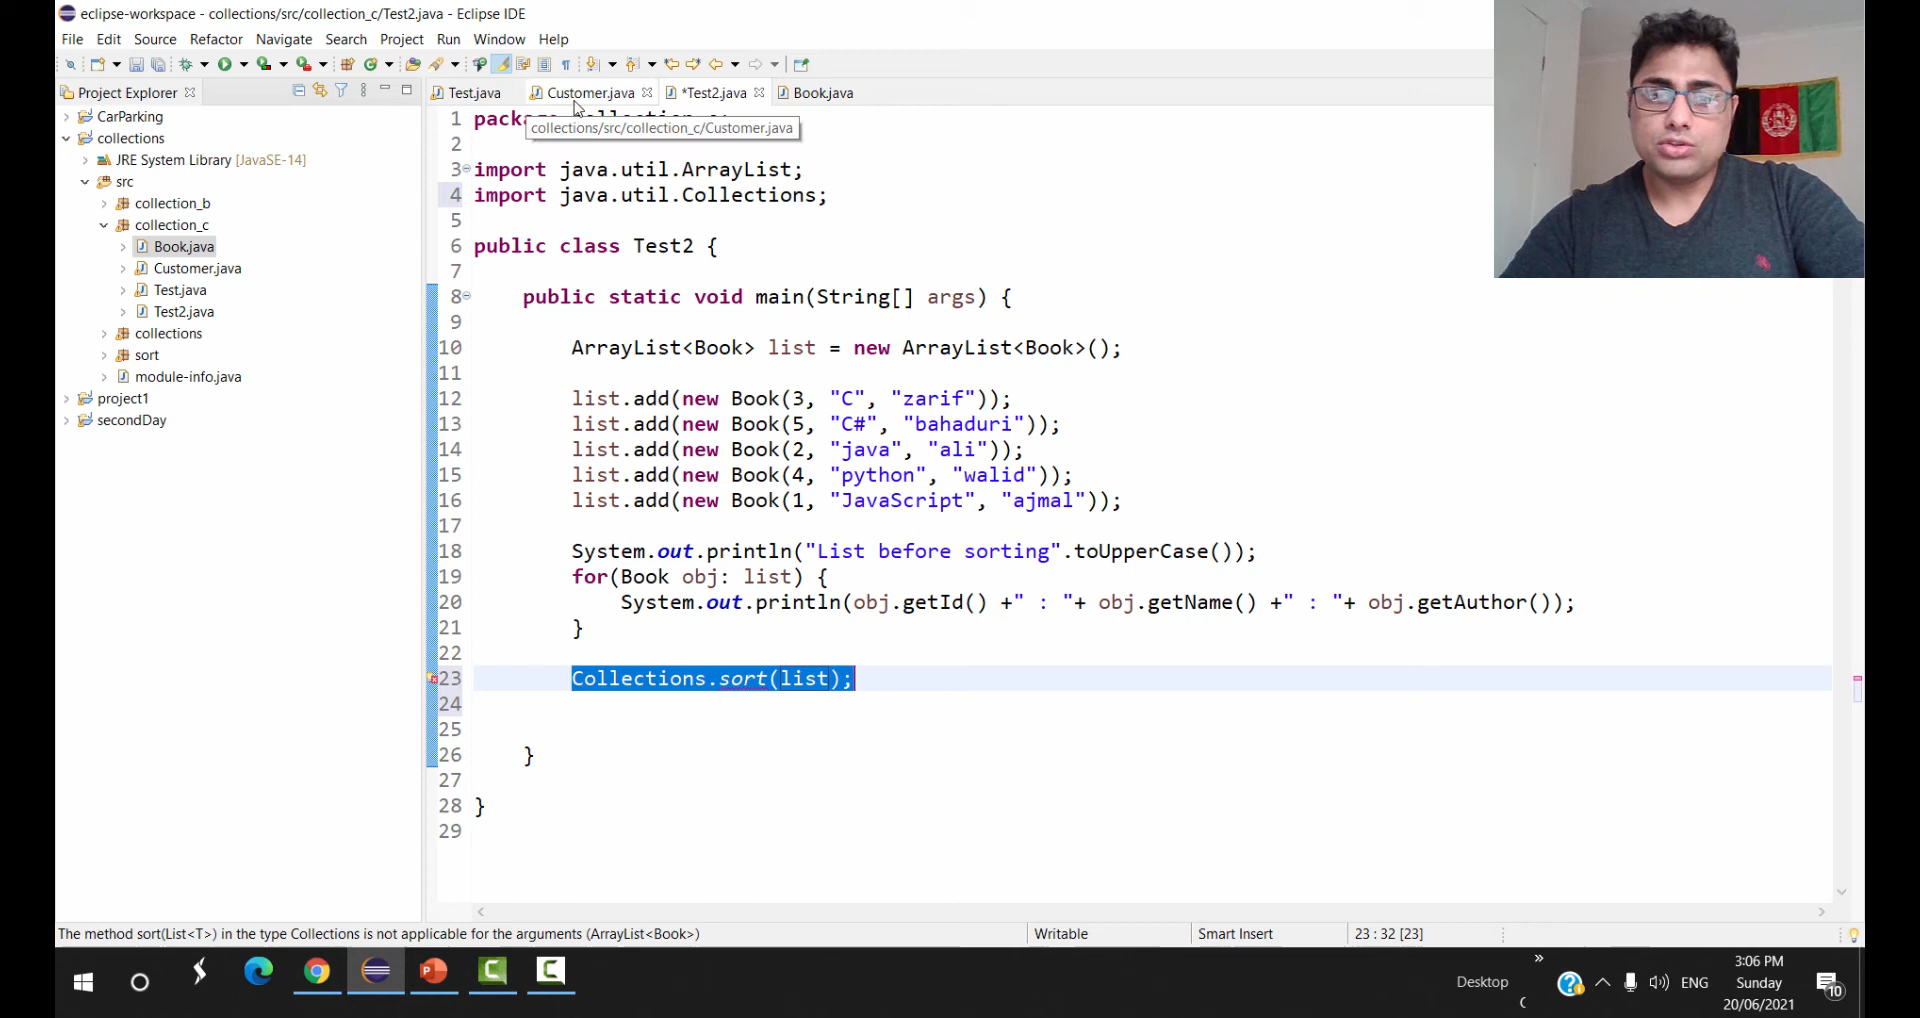 eclipse-workspace - collections/src/collection_c/Test2.java - Eclipse IDE
File Edit Source Refactor Navigate Search Project Run Window Help
Project Explorer
Test.java Customer.java *Test2.java Book.java
collections/src/collection_c/Customer.java
CarParking
collections
JRE System Library [JavaSE-14]
src
collection_b
collection_c
Book.java
Customer.java
Test.java
Test2.java
collections
sort
module-info.java
project1
secondDay
1
2
3 import java.util.ArrayList;
4 import java.util.Collections;
5
6 public class Test2 {
7
8 public static void main(String[] args) {
9
10 ArrayList<Book> list = new ArrayList<Book>();
11
12 list.add(new Book(3, "C", "zarif"));
13 list.add(new Book(5, "C#", "bahaduri"));
14 list.add(new Book(2, "java", "ali"));
15 list.add(new Book(4, "python", "walid"));
16 list.add(new Book(1, "JavaScript", "ajmal"));
17
18 System.out.println("List before sorting".toUpperCase());
19 for(Book obj: list) {
20 System.out.println(obj.getId() +" : "+ obj.getName() +" : "+ obj.getAuthor());
21 }
22
23 Collections.sort(list);
24
25
26 }
27
28 }
29
The method sort(List<T>) in the type Collections is not applicable for the arguments (ArrayList<Book>)
Writable
Smart Insert
23 : 32 [23]
Desktop
ENG
3:06 PM
Sunday
20/06/2021
10